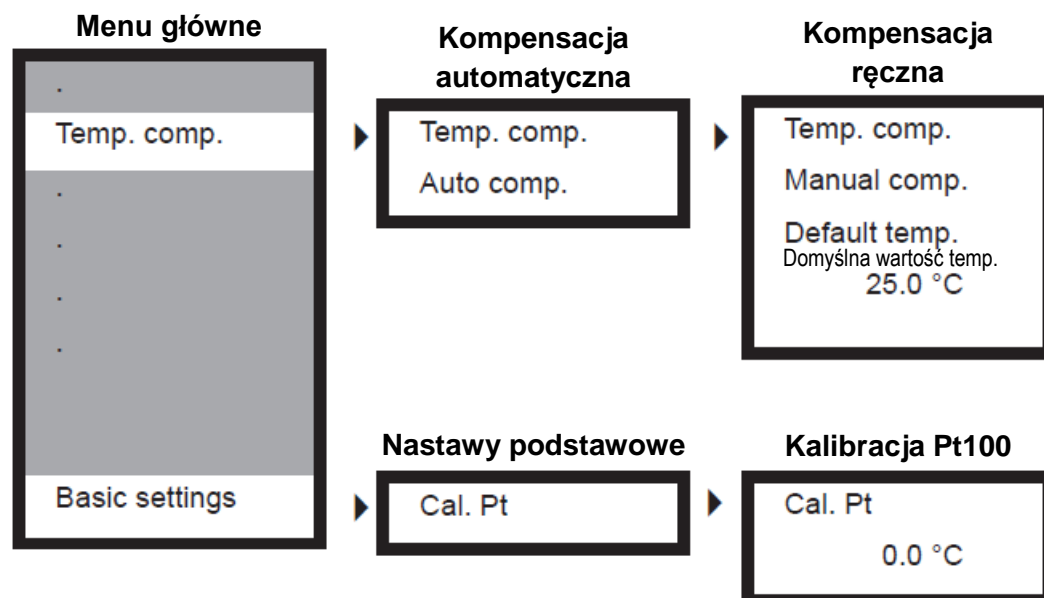 Menu główne
.
Temp. comp.
.
.
.
.
Basic settings
Kompensacja
automatyczna
Temp. comp.
Auto comp.
Kompensacja
ręczna
Temp. comp.
Manual comp.
Default temp.
Domyślna wartość temp.
25.0 °C
Nastawy podstawowe
Cal. Pt
Kalibracja Pt100
Cal. Pt
0.0 °C